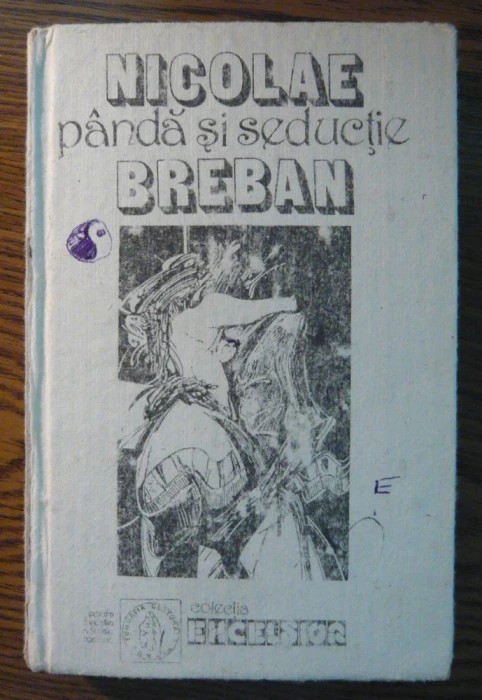 NICOLAE
pândă și seducție
BREBAN
E
colecția
EXCELSIOR